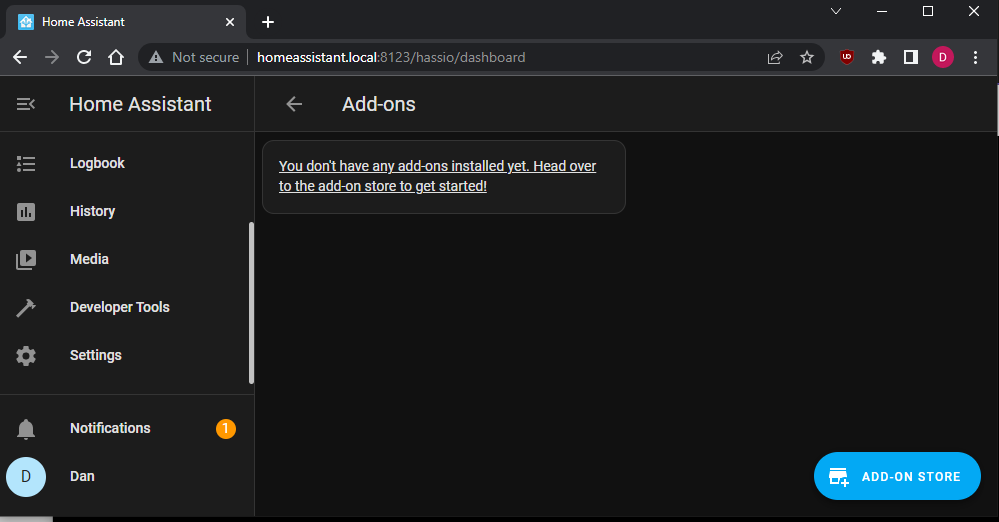 Home Assistant
Not secure
homeassistant.local:8123/hassio/dashboard
UO
D
Home Assistant
Add-ons
Logbook
History
Media
Developer Tools
Settings
Notifications
1
D
Dan
You don't have any add-ons installed yet. Head over
to the add-on store to get started!
ADD-ON STORE